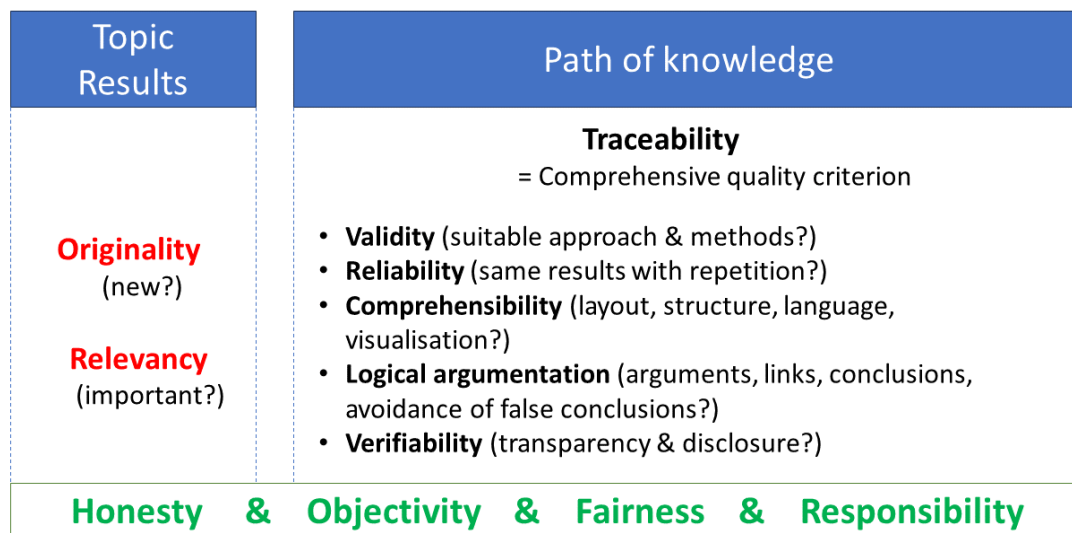 Topic
Results
Path of knowledge
Originality
(new?)
Relevancy
(important?)
Traceability
= Comprehensive quality criterion
• Validity (suitable approach & methods?)
• Reliability (same results with repetition?)
• Comprehensibility (layout, structure, language,
visualisation?)
• Logical argumentation (arguments, links, conclusions,
avoidance of false conclusions?)
• Verifiability (transparency & disclosure?)
Honesty & Objectivity & Fairness & Responsibility